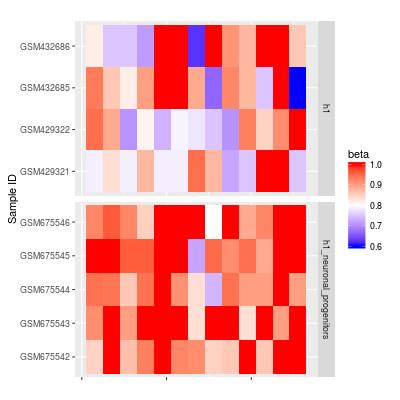 Sample ID
GSM432686
GSM432685
GSM429322
GSM429321
h1
GSM675546
GSM675545
GSM675544
GSM675543
GSM675542
h1_neuronal_progenitors
beta
1.0
0.9
0.8
0.7
0.6